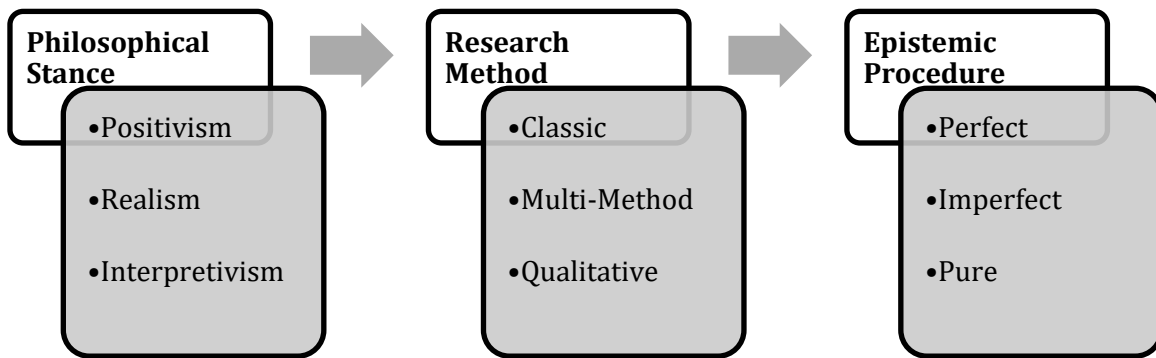 Philosophical
Stance
•Positivism
•Realism
•Interpretivism
Research
Method
•Classic
•Multi-Method
•Qualitative
Epistemic
Procedure
•Perfect
•Imperfect
•Pure